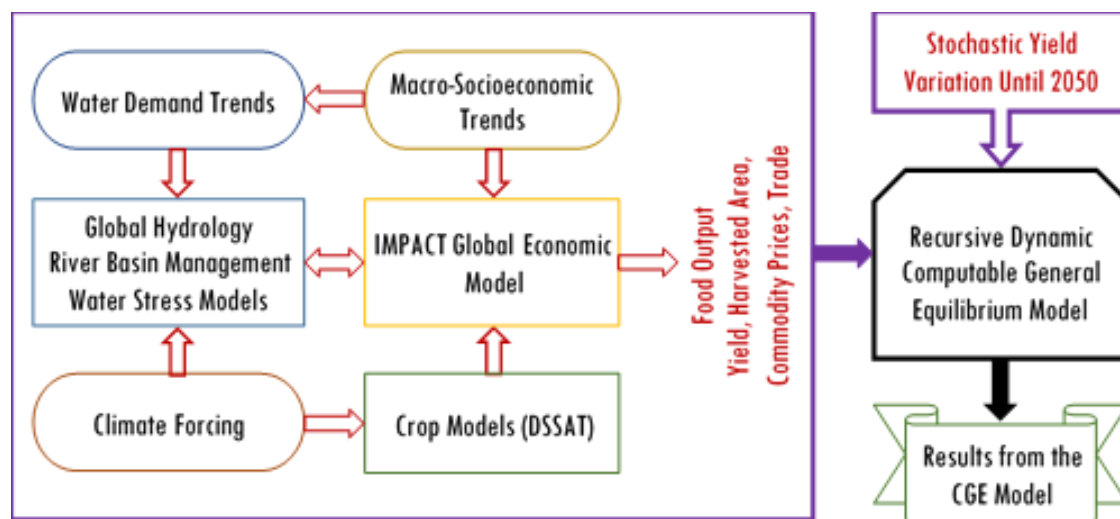 Water Demand Trends
Macro-Socioeconomic
Trends
Global Hydrology
River Basin Management
Water Stress Models
IMPACT Global Economic
Model
Climate Forcing
Crop Models (DSSAT)
Food Output
Yield, Harvested Area,
Commodity Prices, Trade
Stochastic Yield
Variation Until 2050
Recursive Dynamic
Computable General
Equilibrium Model
Results from the
CGE Model